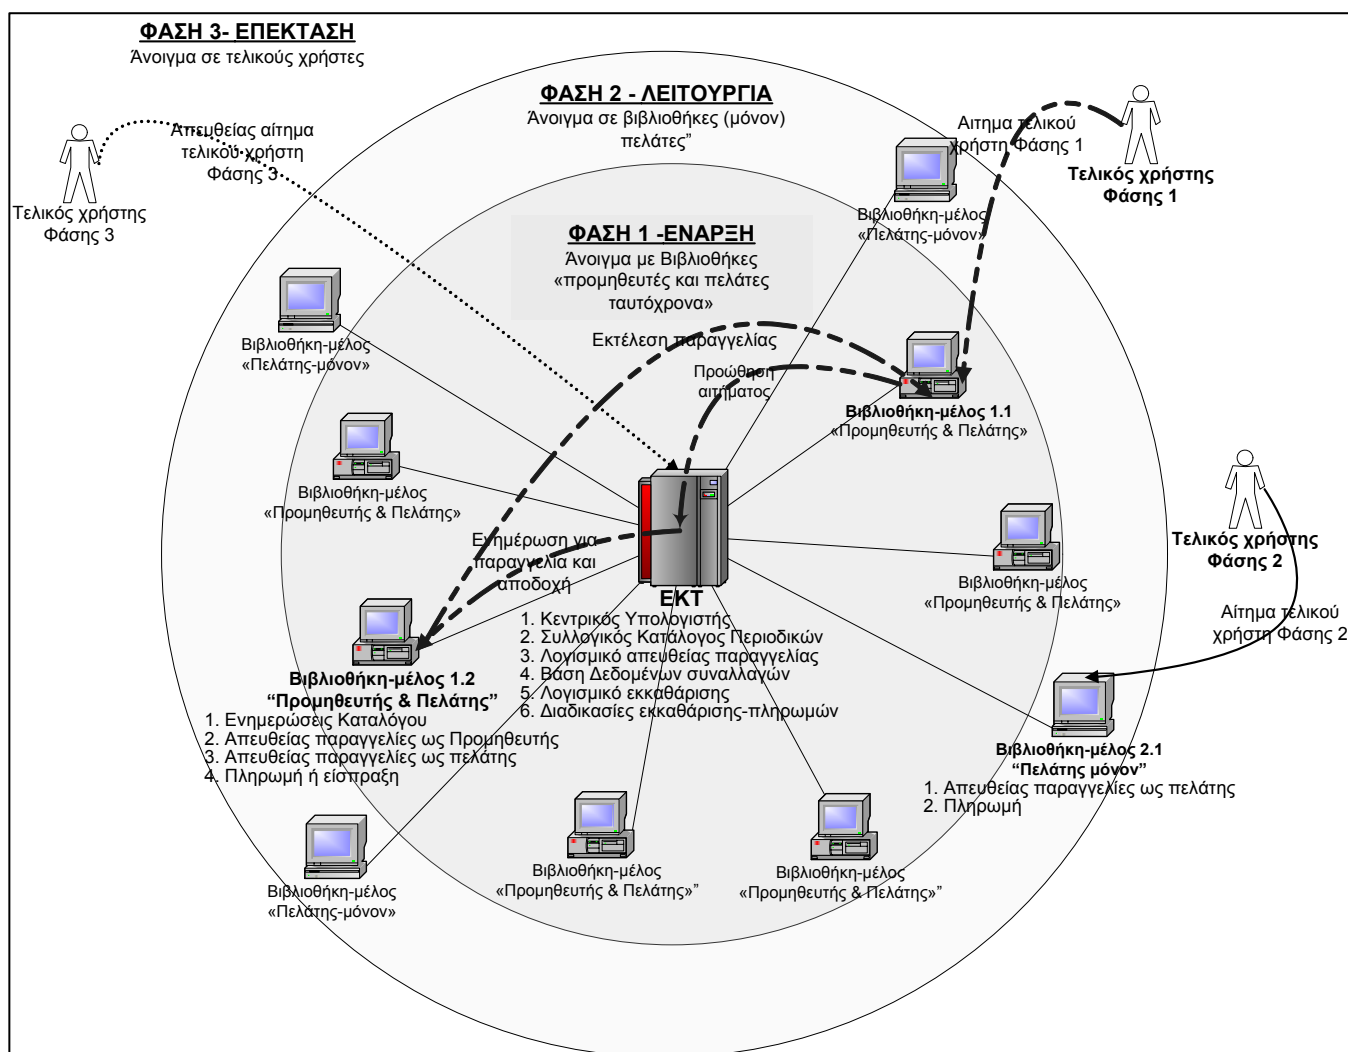 ΦΑΣΗ 3- ΕΠΕΚΤΑΣΗ
Άνοιγμα σε τελικούς χρήστες
ΦΑΣΗ 2 - ΛΕΙΤΟΥΡΓΙΑ
Άνοιγμα σε βιβλιοθήκες (μόνον)
πελάτες”
Απευθείας αίτημα
τελικού χρήστη
Φάσης 3
Τελικός χρήστης
Φάσης 3
Αιτημα τελικού
χρήστη Φάσης 1
Τελικός χρήστης
Φάσης 1
Βιβλιοθήκη-μέλος
«Πελάτης-μόνον»
ΦΑΣΗ 1 -ΕΝΑΡΞΗ
Άνοιγμα με Βιβλιοθήκες
«προμηθευτές και πελάτες
ταυτόχρονα»
Βιβλιοθήκη-μέλος
«Πελάτης-μόνον»
Εκτέλεση παραγγελίας
Προώθηση
αιτήματος
Βιβλιοθήκη-μέλος 1.1
«Προμηθευτής & Πελάτης»
Βιβλιοθήκη-μέλος
«Προμηθευτής & Πελάτης»
Ενημέρωση για
παραγγελία και
αποδοχή
Τελικός χρήστης
Φάσης 2
Βιβλιοθήκη-μέλος
«Προμηθευτής & Πελάτης»
Αίτημα τελικού
χρήστη Φάσης 2
ΕΚΤ
1. Κεντρικός Υπολογιστής
2. Συλλογικός Κατάλογος Περιοδικών
3. Λογισμικό απευθείας παραγγελίας
4. Βάση Δεδομένων συναλλαγών
5. Λογισμικό εκκαθάρισης
6. Διαδικασίες εκκαθάρισης-πληρωμών
Βιβλιοθήκη-μέλος 1.2
“Προμηθευτής & Πελάτης”
1. Ενημερώσεις Καταλόγου
2. Απευθείας παραγγελίες ως Προμηθευτής
3. Απευθείας παραγγελίες ως πελάτης
4. Πληρωμή ή είσπραξη
Βιβλιοθήκη-μέλος 2.1
“Πελάτης μόνον”
1. Απευθείας παραγγελίες ως πελάτης
2. Πληρωμή
Βιβλιοθήκη-μέλος
«Πελάτης-μόνον»
Βιβλιοθήκη-μέλος
«Προμηθευτής & Πελάτης»”
Βιβλιοθήκη-μέλος
«Προμηθευτής & Πελάτης»”